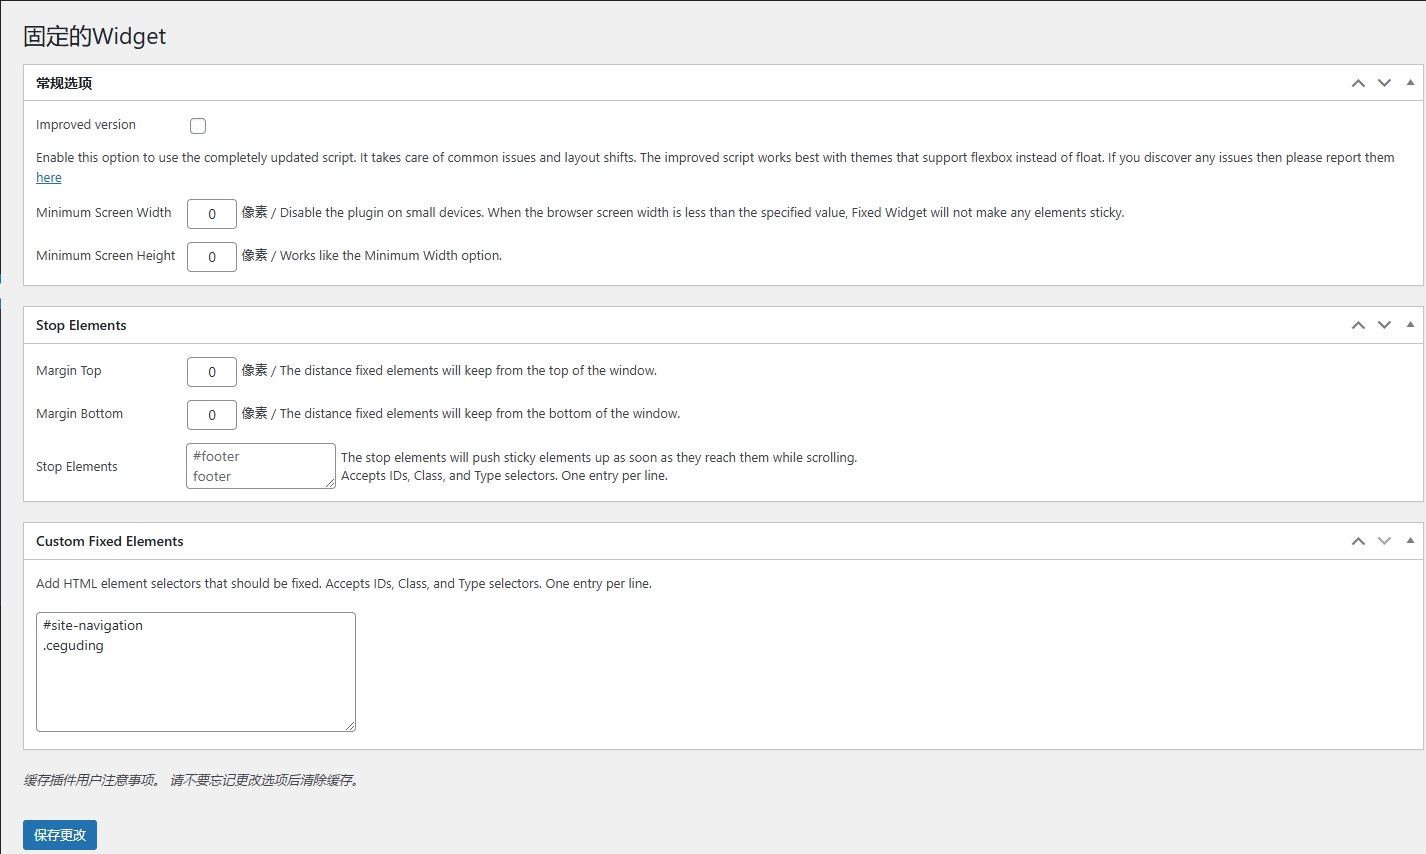 固定的Widget
常规选项
Improved version
Enable this option to use the completely updated script. It takes care of common issues and layout shifts. The improved script works best with themes that support flexbox instead of float. If you discover any issues then please report them
here
Minimum Screen Width 0 像素 / Disable the plugin on small devices. When the browser screen width is less than the specified value, Fixed Widget will not make any elements sticky.
Minimum Screen Height 0 像素 / Works like the Minimum Width option.
Stop Elements
Margin Top 0 像素 / The distance fixed elements will keep from the top of the window.
Margin Bottom 0 像素 / The distance fixed elements will keep from the bottom of the window.
Stop Elements
#footer
footer
The stop elements will push sticky elements up as soon as they reach them while scrolling.
Accepts IDs, Class, and Type selectors. One entry per line.
Custom Fixed Elements
Add HTML element selectors that should be fixed. Accepts IDs, Class, and Type selectors. One entry per line.
#site-navigation
.ceguding
缓存插件用户注意事项。 请不要忘记更改选项后清除缓存。
保存更改